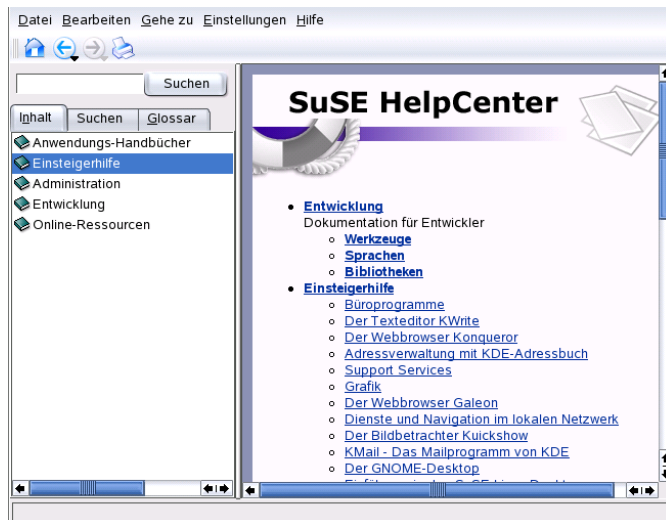 Datei Bearbeiten Gehe zu Einstellungen Hilfe
Suchen
Inhalt Suchen Glossar
Anwendungs-Handbücher
Einsteigerhilfe
Administration
Entwicklung
Online-Ressourcen
SuSE HelpCenter
Entwicklung
Dokumentation für Entwickler
Werkzeuge
Sprachen
Bibliotheken
Einsteigerhilfe
Büroprogramme
Der Texteditor KWrite
Der Webbrowser Konqueror
Adressverwaltung mit KDE-Adressbuch
Support Services
Grafik
Der Webbrowser Galeon
Dienste und Navigation im lokalen Netzwerk
Der Bildbetrachter Kuickshow
KMail - Das Mailprogramm von KDE
Der GNOME-Desktop